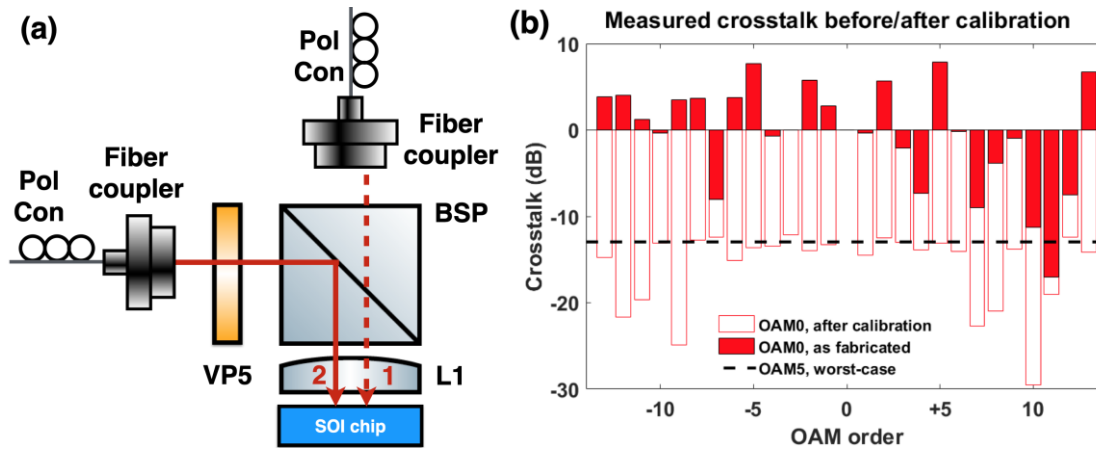 (a)
Pol
Con
Fiber
coupler
Fiber
coupler
Pol
Con
BSP
VP5
2
1
L1
SOI chip
(b)
Measured crosstalk before/after calibration
Crosstalk (dB)
10
0
-10
-20
-30
OAM0, after calibration
OAM0, as fabricated
OAM5, worst-case
-10
-5
0
+5
10
OAM order